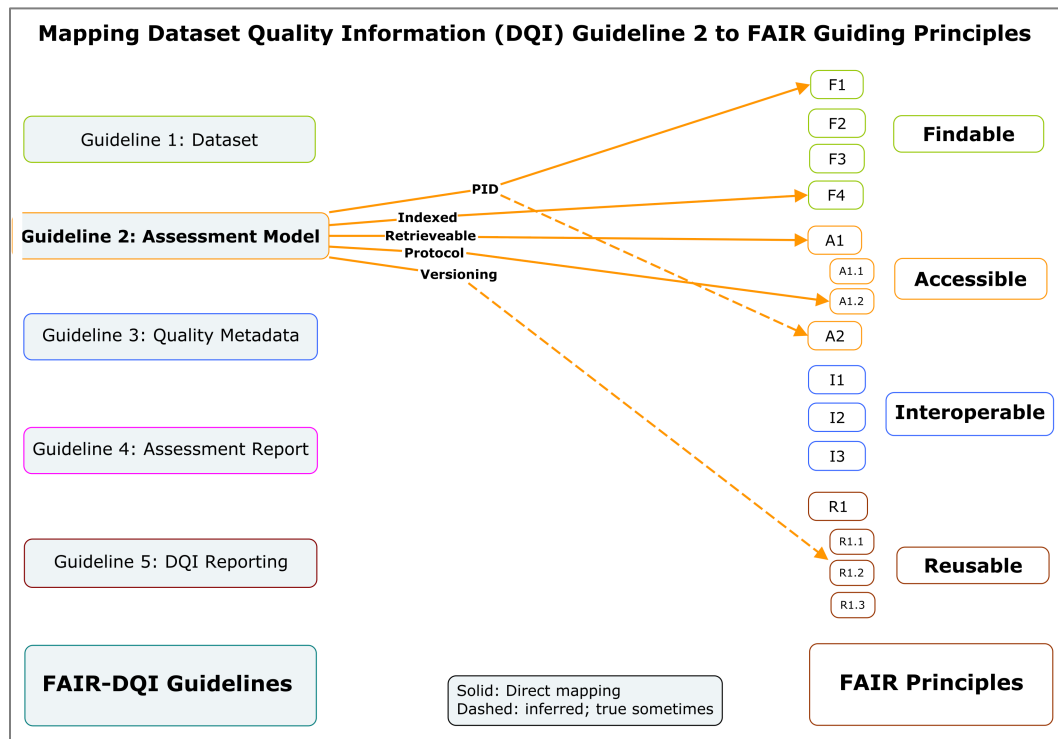 Mapping Dataset Quality Information (DQI) Guideline 2 to FAIR Guiding Principles
Guideline 1: Dataset
Guideline 2: Assessment Model
Guideline 3: Quality Metadata
Guideline 4: Assessment Report
Guideline 5: DQI Reporting
FAIR-DQI Guidelines
PID
Indexed
Retrieveable
Protocol
Versioning
Solid: Direct mapping
Dashed: inferred; true sometimes
F1
F2
F3
F4
A1
A1.1
A1.2
A2
I1
I2
I3
R1
R1.1
R1.2
R1.3
Findable
Accessible
Interoperable
Reusable
FAIR Principles